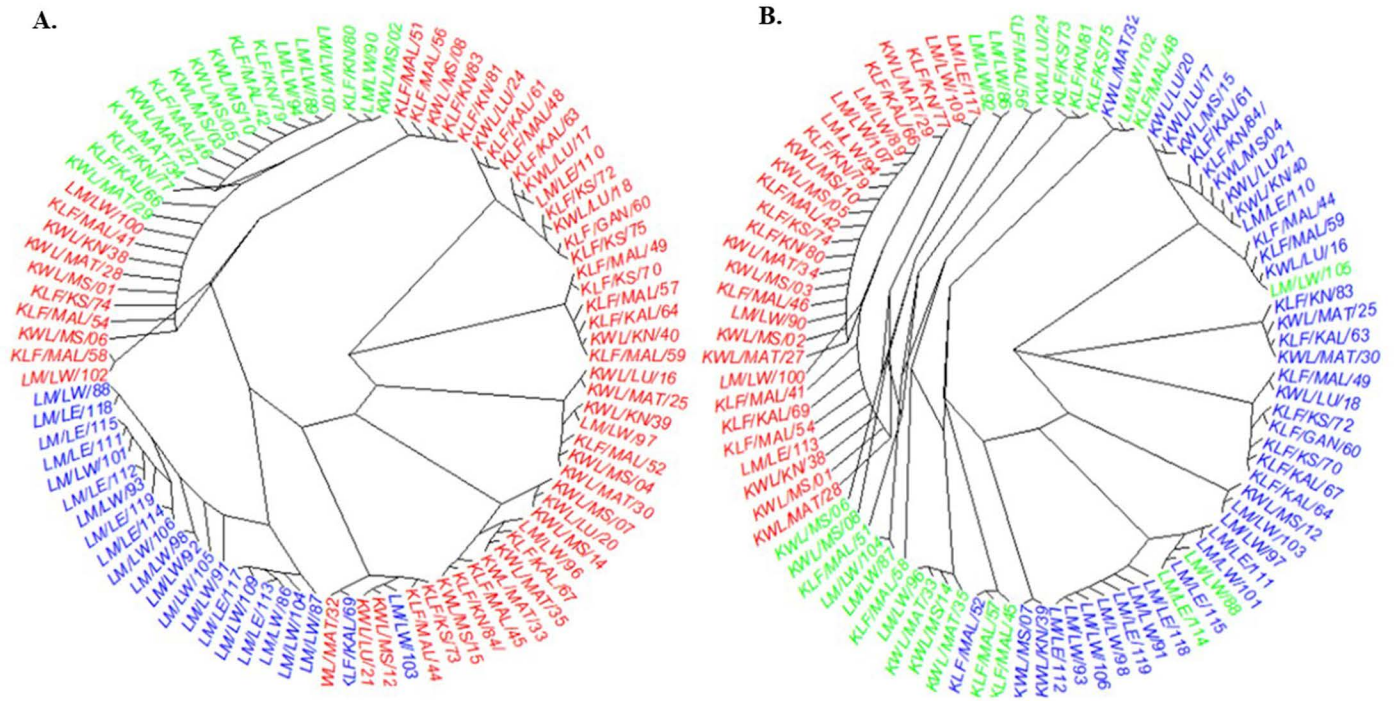 A.
KWL/MAT/29
KLF/KAL/66
KLF/KN/77
KWL/MAT/34
KWL/MAT/27
KLF/MAL/46
KWL/MS/03
KWL/MS/05
KWL/MS/10
KLF/MAL/42
KLF/KN/79
LM/LW/94
LM/LW/89
LM/LW/107
KLF/KN/80
LM/LW/90
KWL/MS/02
KLF/MAL/51
KLF/MAL/56
KWL/MS/08
KLF/KN/83
KLF/KN/81
KWL/LU/24
KLF/KAL/61
KLF/MAL/48
KLF/KAL/63
KWL/LU/17
LM/LE/110
KLF/KS/72
KWL/LU/18
KLF/GAN/60
KLF/KS/75
KLF/MAL/49
KLF/KS/70
KLF/MAL/57
KLF/KAL/64
KWL/KN/40
KLF/MAL/59
KWL/LU/16
KWL/MAT/25
KWL/KN/39
LM/LW/97
KLF/MAL/52
KWL/MS/04
KWL/MAT/30
KWL/MS/07
KWL/LU/20
KWL/MS/14
LM/LW/96
KLF/KAL/67
KWL/MAT/35
KWL/MAT/33
KLF/MAL/45
KLF/KN/84/
KWL/MS/15
KLF/KS/73
KLF/MAL/44
LM/LW/103
KWL/MS/12
KWL/LU/21
KLF/KAL/69
WL/MAT/32
LM/LW/87
LM/LW/104
LM/LW/86
LM/LE/113
LM/LW/109
LM/LE/117
LM/LW/91
LM/LW/105
LM/LW/92
LM/LW/98
LM/LW/106
LM/LE/114
LM/LE/119
LM/LW/93
LM/LE/112
LM/LW/101
LM/LE/111
LM/LE/115
LM/LE/118
LM/LW/88
LM/LW/102
KLF/MAL/58
KWL/MS/06
KLF/MAL/54
KLF/KS/74
KWL/MS/01
KWL/MAT/28
KWL/KN/38
KLF/MAL/41
LM/LW/100
B.
KWL/MAT/28
KWL/MS/01
KWL/KN/38
LM/LE/113
KLF/MAL/54
KLF/KAL/69
KLF/MAL/41
LM/LW/100
KWL/MAT/27
KWL/MS/02
LM/LW/90
KLF/MAL/46
KWL/MS/03
KWL/MAT/34
KLF/KN/80
KLF/KS/74
KLF/MAL/42
KWL/MS/05
KWL/MS/10
KLF/KN/79
LM/LW/94
LM/LW/107
LM/LW/89
KLF/KAL/66
KWL/MAT/29
KLF/KN/77
LM/LW/109
LM/LE/117
LM/LW/92
LM/LW/86
KLF/MAL/56
KWL/LU/24
KLF/KS/73
KLF/KN/81
KLF/KS/75
KWL/MAT/32
LM/LW/102
KLF/MAL/48
KWL/LU/20
KWL/LU/17
KWL/MS/15
KLF/KAL/61
KLF/KN/84/
KWL/MS/04
KWL/LU/21
KWL/KN/40
LM/LE/110
KLF/MAL/44
KLF/MAL/59
KWL/LU/16
LM/LW/105
KLF/KN/83
KWL/MAT/25
KLF/KAL/63
KWL/MAT/30
KLF/MAL/49
KWL/LU/18
KLF/KS/72
KLF/GAN/60
KLF/KS/70
KLF/KAL/67
KLF/KAL/64
KWL/MS/12
LM/LW/103
LM/LW/97
LM/LE/111
LM/LW/101
LM/LW/88
LM/LE/115
LM/LE/114
LM/LE/118
LM/LW/91
LM/LE/119
LM/LW/98
LM/LW/106
LM/LW/93
LM/LE/112
KWL/KN/39
KWL/MS/07
KLF/MAL/45
KLF/MAL/57
KLF/MAL/52
KWL/MAT/35
KWL/MS/14
KWL/MAT/33
LM/LW/96
KLF/MAL/58
LM/LW/87
LM/LW/104
KLF/MAL/51
KWL/MS/08
KWL/MS/06